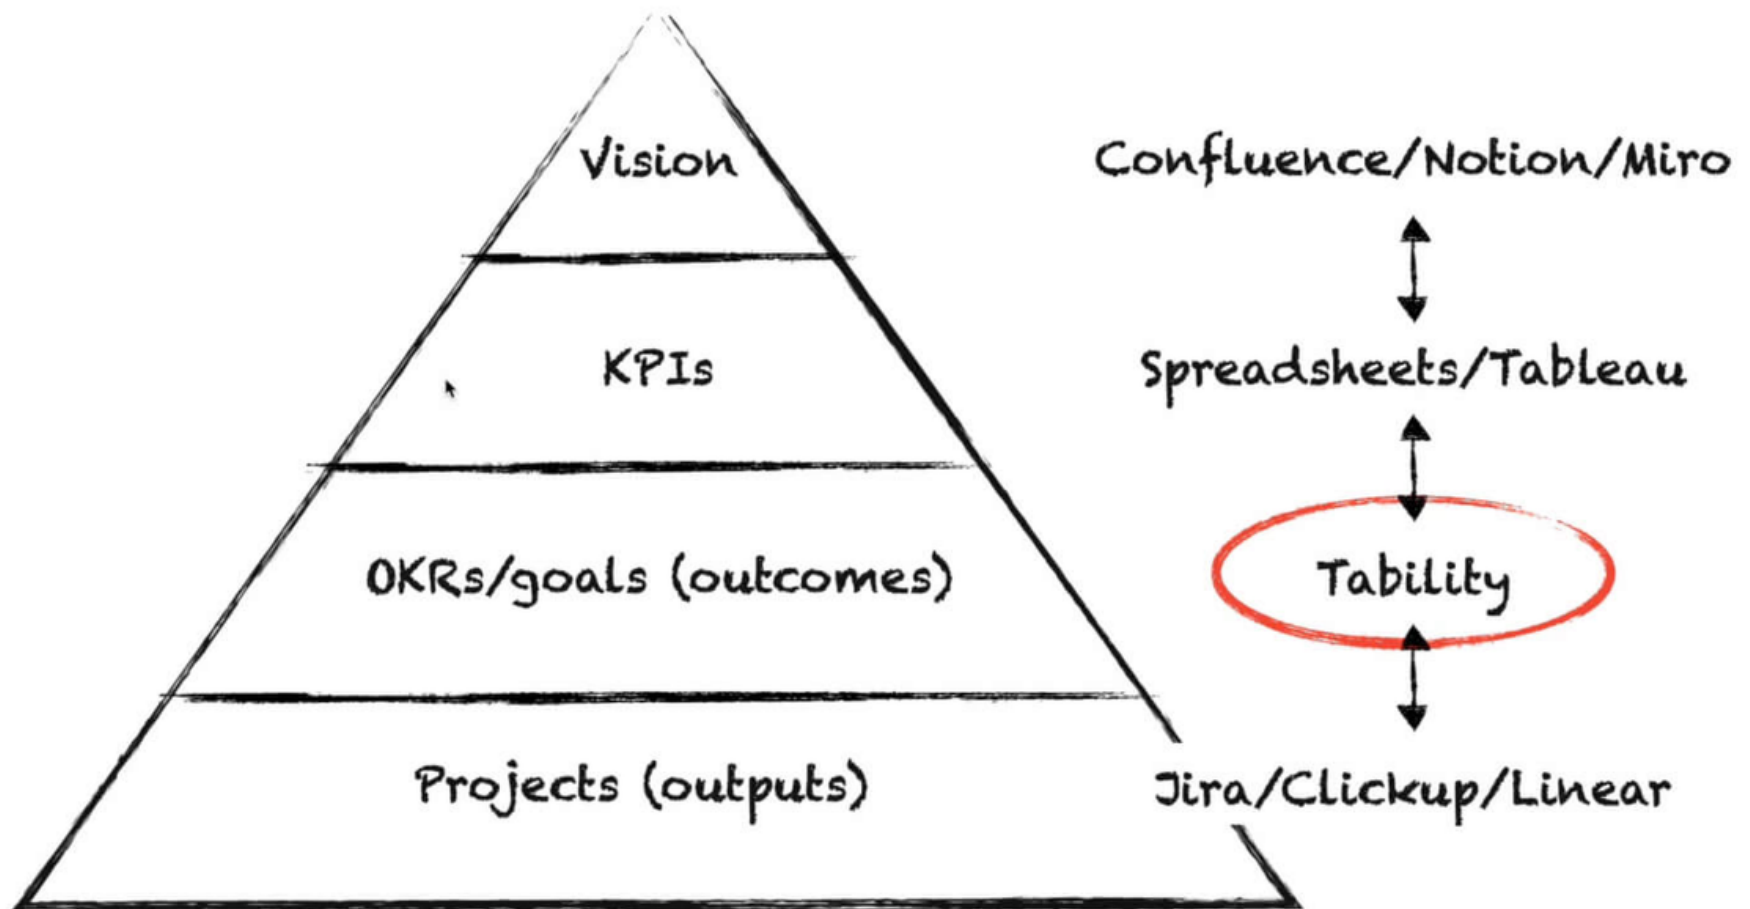 Vision
Confluence/Notion/Miro
KPIs
Spreadsheets/Tableau
OKRs/goals (outcomes)
Tability
Projects (outputs)
Jira/Clickup/Linear